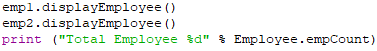 emp1.displayEmployee()
emp2.displayEmployee()
print ("Total Employee %d" % Employee.empCount)